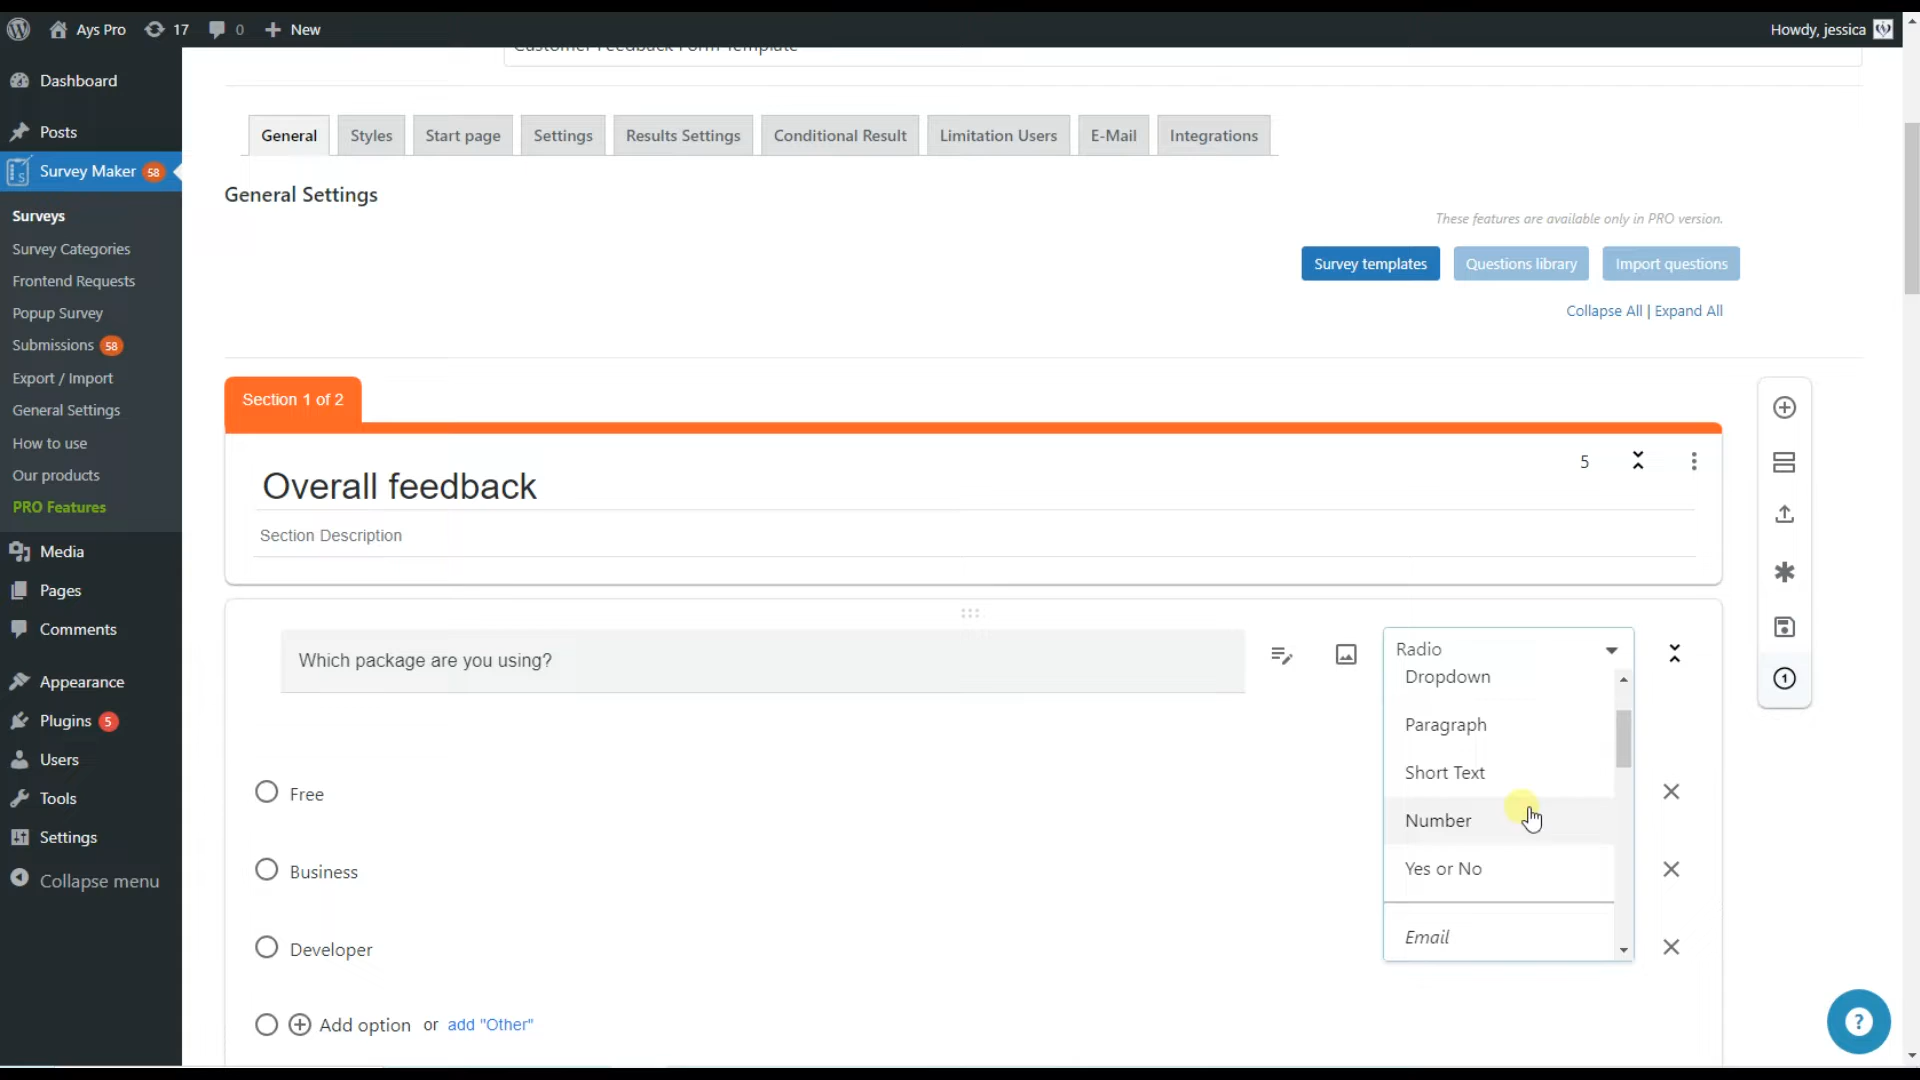 Ays Pro 17 0 New
Howdy, jessica
Customer Feedback Form Template
Dashboard
Posts
Survey Maker 58
Surveys
Survey Categories
Frontend Requests
Popup Survey
Submissions 58
Export / Import
General Settings
How to use
Our products
PRO Features
Media
Pages
Comments
Appearance
Plugins 5
Users
Tools
Settings
Collapse menu
General Styles Start page Settings Results Settings Conditional Result Limitation Users E-Mail Integrations
General Settings
These features are available only in PRO version.
Survey templates Questions library Import questions
Collapse All | Expand All
Section 1 of 2
5
Overall feedback
Section Description
Which package are you using?
Radio
Dropdown
Paragraph
Short Text
Number
Yes or No
Email
Free
Business
Developer
Add option or add "Other"
1
?